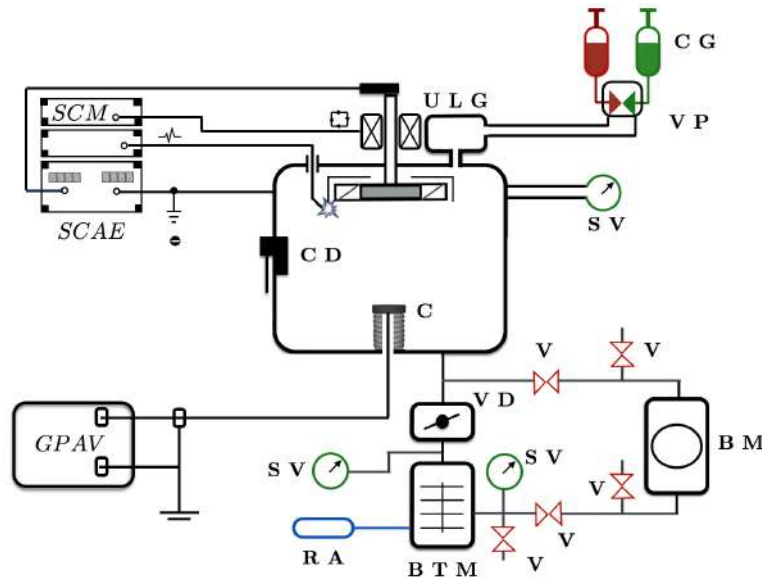 C G
U L G
SCM
V P
SCAE
S V
C D
C
V
V
V D
GPAV
B M
S V
S V
V
V
R A
V
B T M